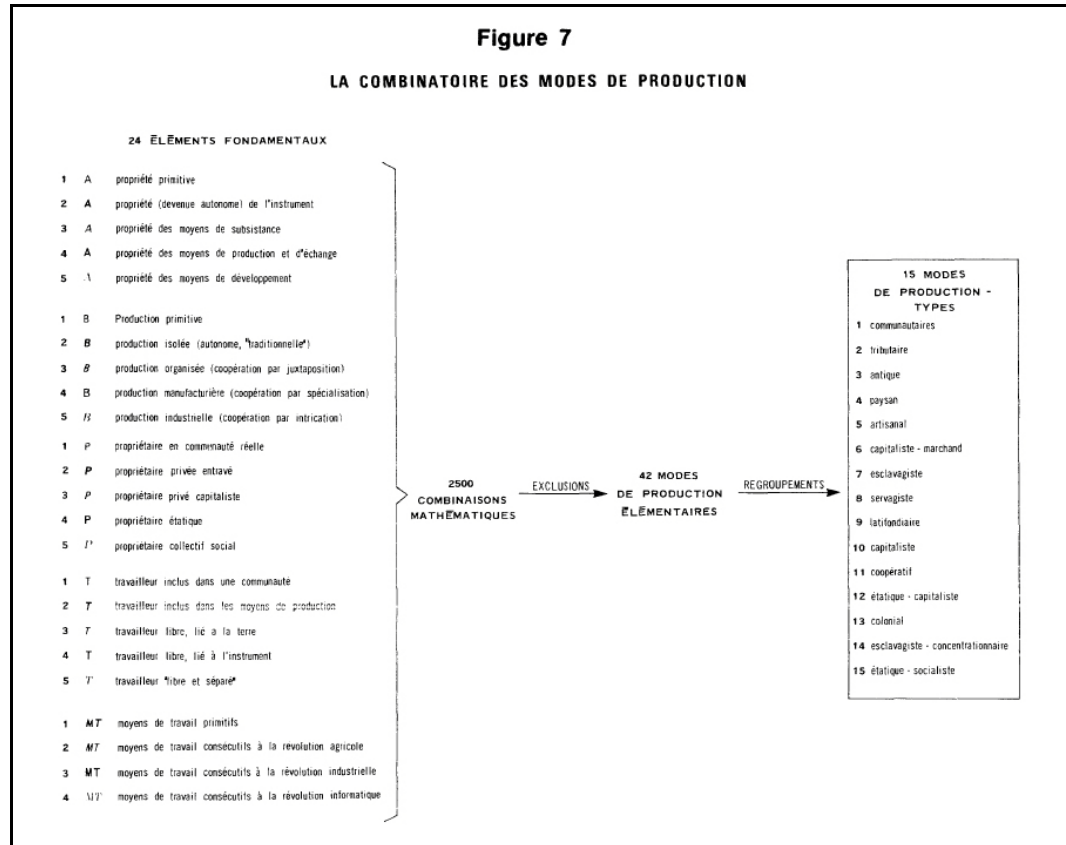 Figure 7
LA COMBINATOIRE DES MODES DE PRODUCTION
24 ÉLÉMENTS FONDAMENTAUX
1 A propriété primitive
2 A propriété (devenue autonome) de l'instrument
3 A propriété des moyens de subsistance
4 A propriété des moyens de production et d'échange
5 A propriété des moyens de développement
1 B Production primitive
2 B production isolée (autonome, "traditionnelle")
3 B production organisée (coopération par juxtaposition)
4 B production manufacturière (coopération par spécialisation)
5 B production industrielle (coopération par intrication)
1 P propriétaire en communauté réelle
2 P propriétaire privée entravé
3 P propriétaire privé capitaliste
4 P propriétaire étatique
5 P propriétaire collectif social
1 T travailleur inclus dans une communauté
2 T travailleur inclus dans les moyens de production
3 T travailleur libre, lié a la terre
4 T travailleur libre, lié à l'instrument
5 T travailleur "libre et séparé"
1 MT moyens de travail primitifs
2 MT moyens de travail consécutifs à la révolution agricole
3 MT moyens de travail consécutifs à la révolution industrielle
4 MT moyens de travail consécutifs à la révolution informatique
2500
COMBINAISONS
MATHÉMATIQUES
EXCLUSIONS
42 MODES
DE PRODUCTION
ÉLÉMENTAIRES
REGROUPEMENTS
15 MODES
DE PRODUCTION -
TYPES
1 communautaires
2 tributaire
3 antique
4 paysan
5 artisanal
6 capitaliste - marchand
7 esclavagiste
8 servagiste
9 latifondiaire
10 capitaliste
11 coopératif
12 étatique - capitaliste
13 colonial
14 esclavagiste - concentrationnaire
15 étatique - socialiste